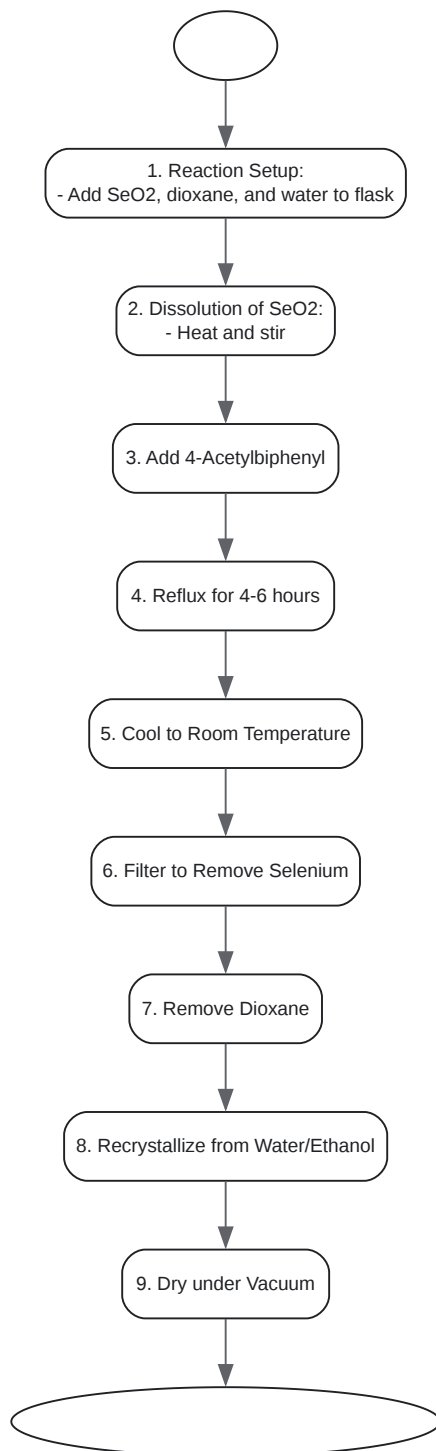 1. Reaction Setup:
- Add SeO2, dioxane, and water to flask
2. Dissolution of SeO2:
- Heat and stir
3. Add 4-Acetylbiphenyl
4. Reflux for 4-6 hours
5. Cool to Room Temperature
6. Filter to Remove Selenium
7. Remove Dioxane
8. Recrystallize from Water/Ethanol
9. Dry under Vacuum